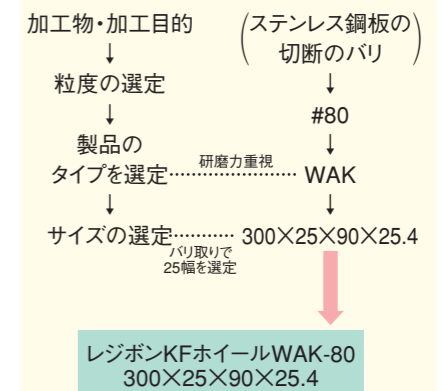 加工物・加工目的 (ステンレス鋼板の
切断のバリ)
↓ ↓
粒度の選定 #80
↓ ↓
製品の
タイプを選定 ……研磨力重視…… WAK
↓ ↓
サイズの選定………… 300×25×90×25.4
バリ取りで
25幅を選定
レジボンKFホイールWAK-80
300×25×90×25.4